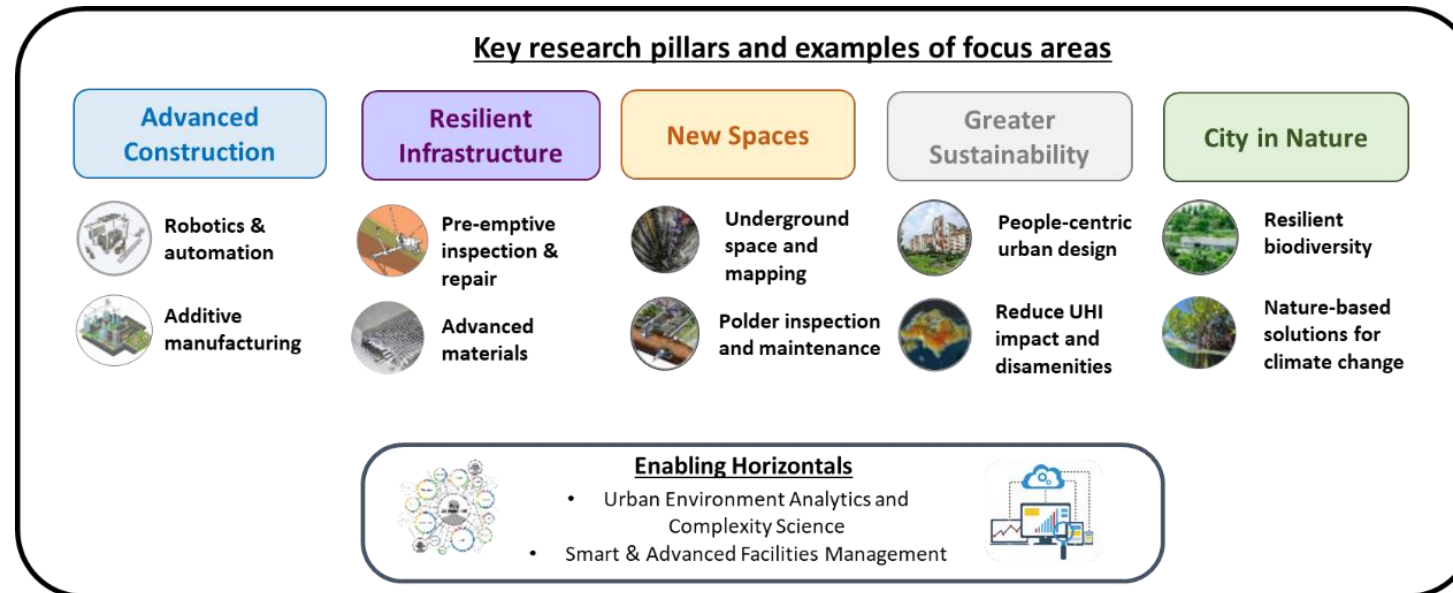 Key research pillars and examples of focus areas
Advanced
Construction
Robotics &
automation
Additive
manufacturing
Resilient
Infrastructure
Pre-emptive
inspection &
repair
Advanced
materials
New Spaces
Underground
space and
mapping
Polder inspection
and maintenance
Greater
Sustainability
People-centric
urban design
Reduce UHI
impact and
disamenities
City in Nature
Resilient
biodiversity
Nature-based
solutions for
climate change
Enabling Horizontals
• Urban Environment Analytics and
Complexity Science
• Smart & Advanced Facilities Management